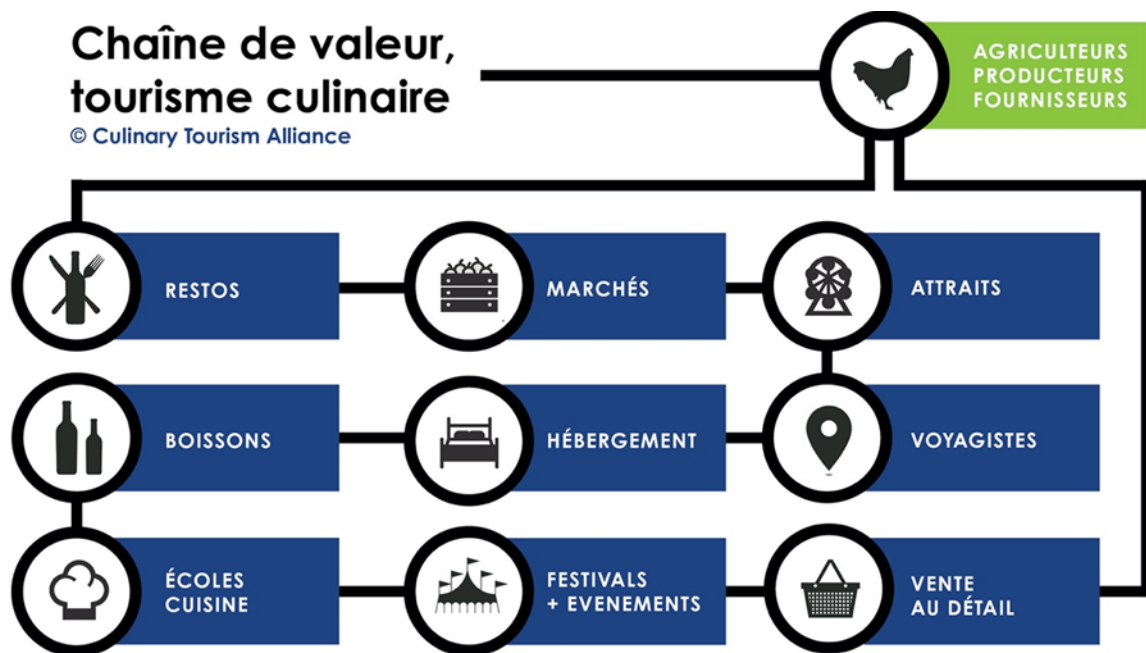 Chaîne de valeur,
tourisme culinaire
© Culinary Tourism Alliance
AGRICULTEURS
PRODUCTEURS
FOURNISSEURS
RESTOS
MARCHÉS
ATTRAITS
BOISSONS
HÉBERGEMENT
VOYAGISTES
ÉCOLES
CUISINE
FESTIVALS
+ EVENEMENTS
VENTE
AU DÉTAIL